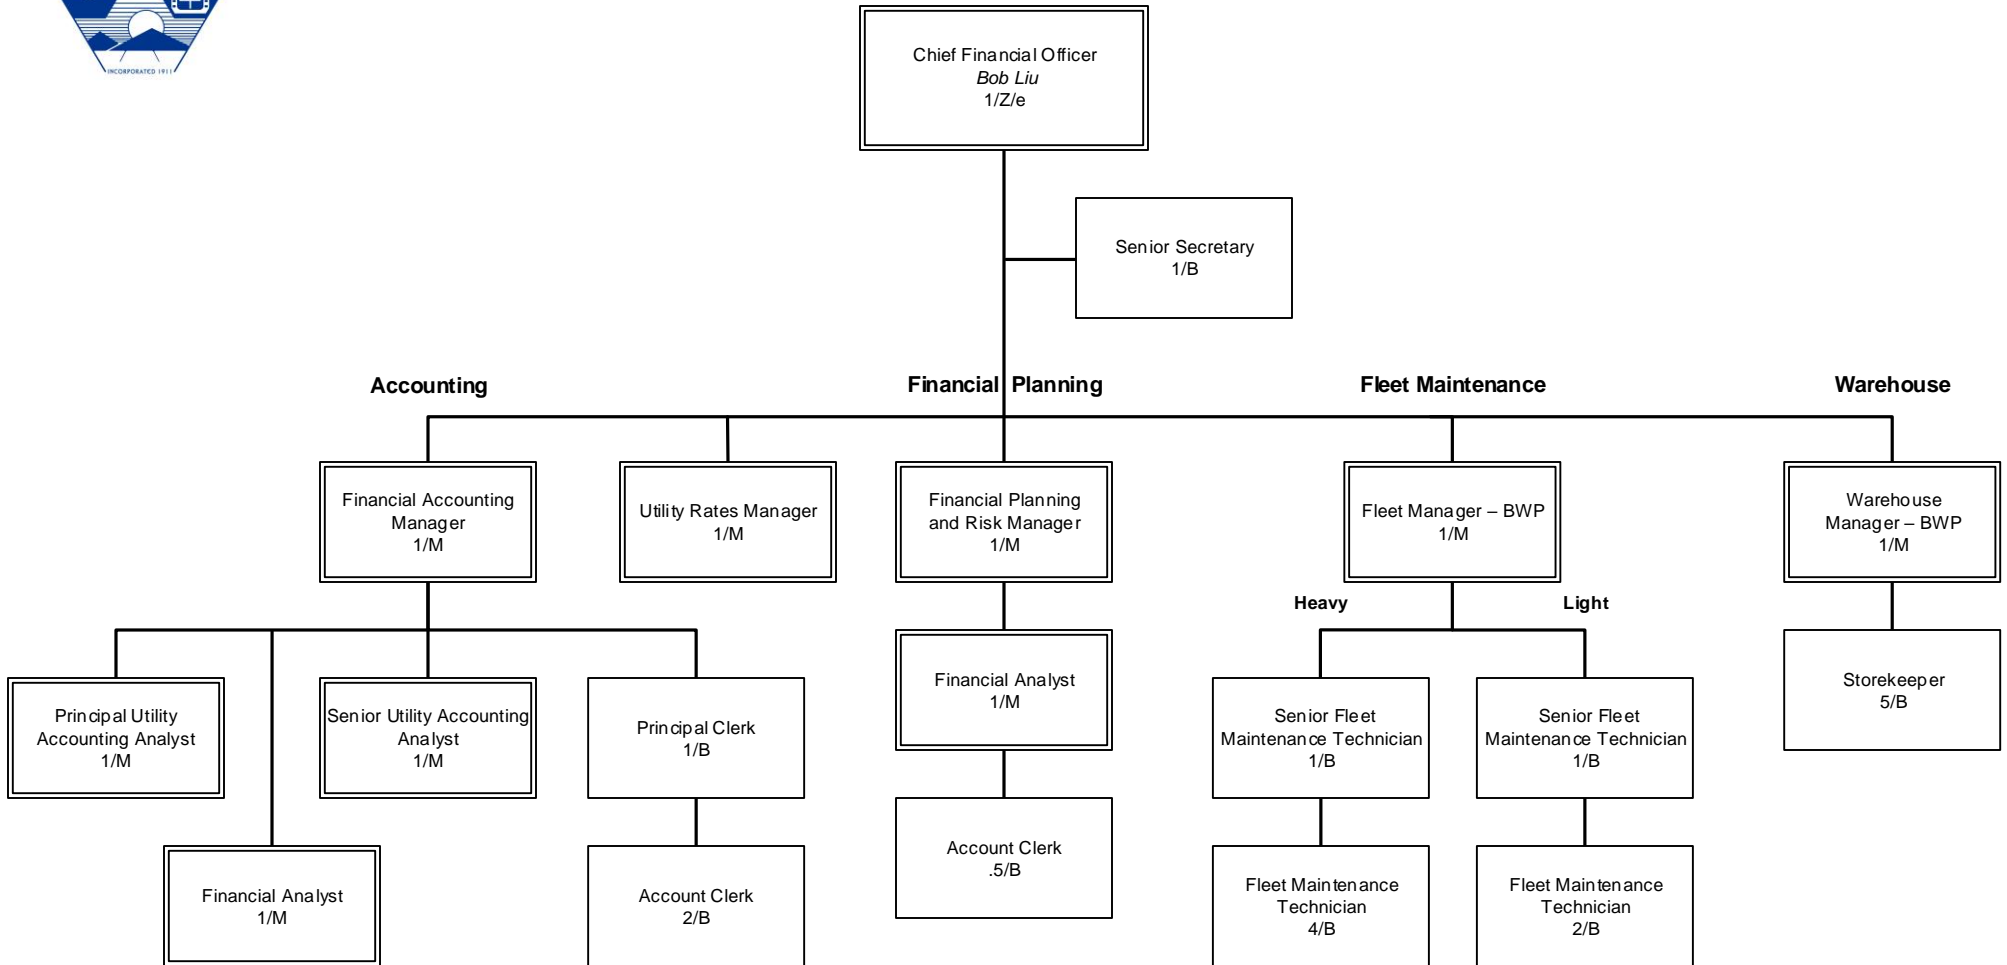 INCORPORATED 1911
Chief Financial Officer
Bob Liu
1/Z/e
Senior Secretary
1/B
Accounting
Financial Planning
Fleet Maintenance
Warehouse
Financial Accounting
Manager
1/M
Utility Rates Manager
1/M
Financial Planning
and Risk Manager
1/M
Fleet Manager – BWP
1/M
Warehouse
Manager – BWP
1/M
Heavy
Light
Principal Utility
Accounting Analyst
1/M
Senior Utility Accounting
Analyst
1/M
Principal Clerk
1/B
Financial Analyst
1/M
Senior Fleet
Maintenance Technician
1/B
Senior Fleet
Maintenance Technician
1/B
Storekeeper
5/B
Financial Analyst
1/M
Account Clerk
2/B
Account Clerk
.5/B
Fleet Maintenance
Technician
4/B
Fleet Maintenance
Technician
2/B